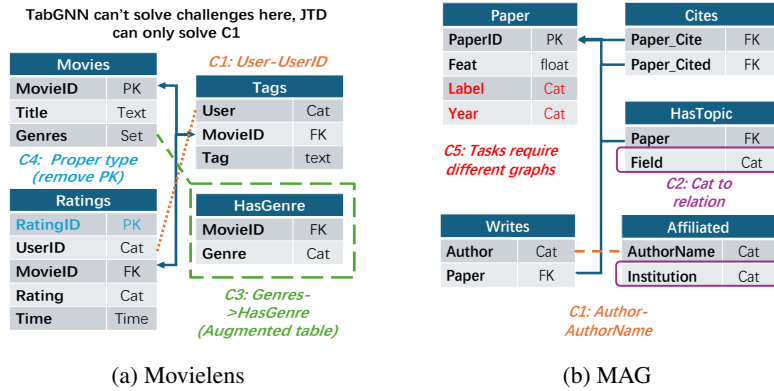 TabGNN can't solve challenges here, JTD
can only solve C1
C1: User-UserID
Movies
MovieID PK
Title Text
Genres Set
Tags
User Cat
MovieID FK
Tag text
C4: Proper type
(remove PK)
Ratings
RatingID PK
UserID Cat
MovieID FK
Rating Cat
Time Time
HasGenre
MovieID FK
Genre Cat
C3: Genres-
>HasGenre
(Augmented table)
(a) Movielens
Paper
PaperID PK
Feat float
Label Cat
Year Cat
Cites
Paper_Cite FK
Paper_Cited FK
C5: Tasks require
different graphs
HasTopic
Paper FK
Field Cat
C2: Cat to
relation
Writes
Author Cat
Paper FK
Affiliated
AuthorName Cat
Institution Cat
C1: Author-
AuthorName
(b) MAG